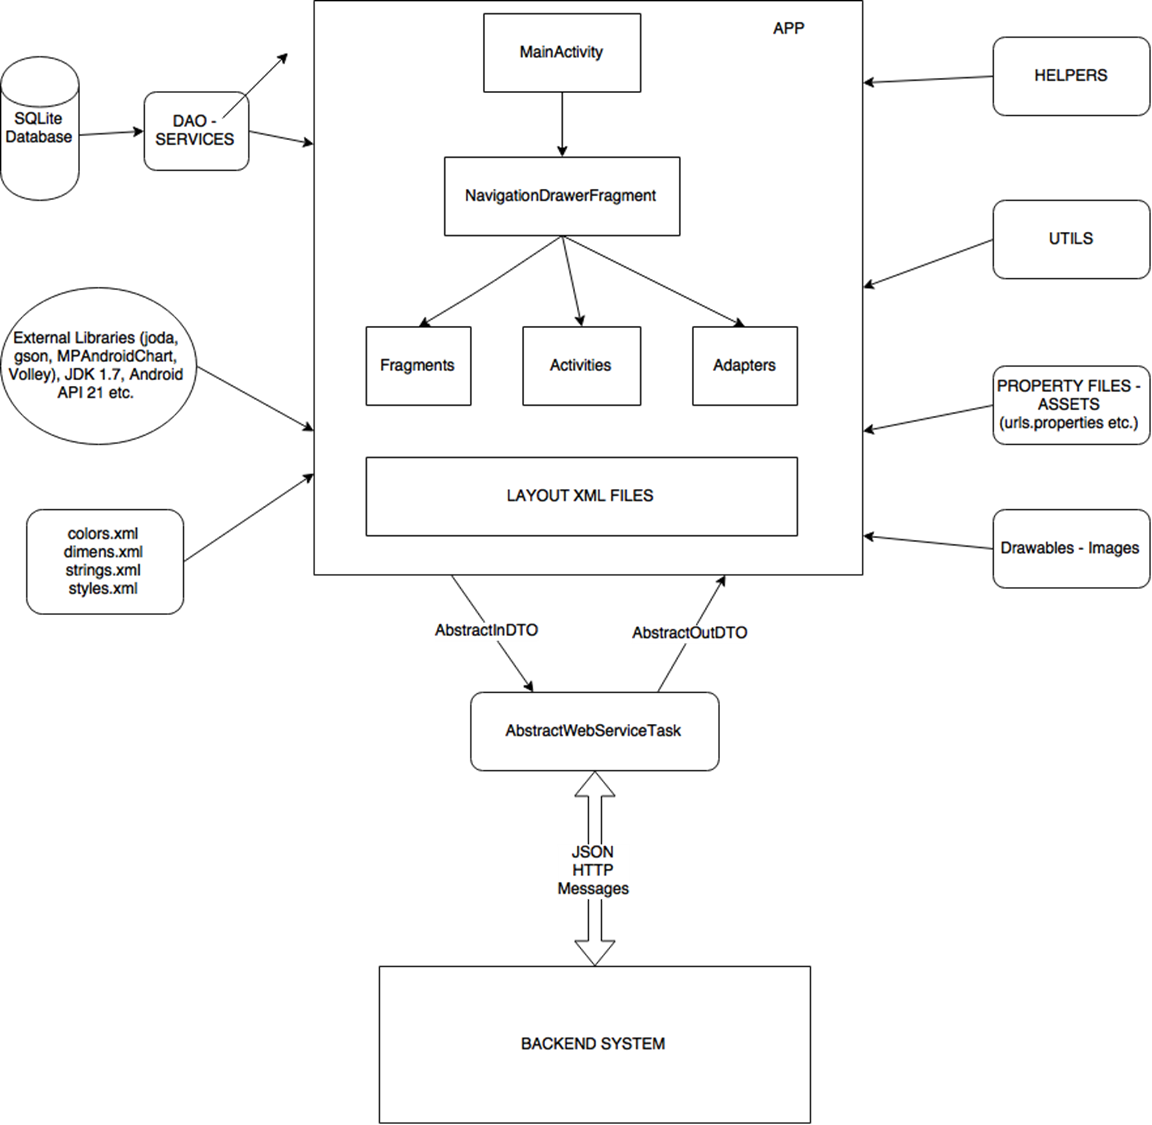 APP
MainActivity
NavigationDrawerFragment
Fragments
Activities
Adapters
LAYOUT XML FILES
SQLite
Database
DAO -
SERVICES
External Libraries (joda,
gson, MPAndroidChart,
Volley), JDK 1.7, Android
API 21 etc.
colors.xml
dimens.xml
strings.xml
styles.xml
HELPERS
UTILS
PROPERTY FILES -
ASSETS
(urls.properties etc.)
Drawables - Images
AbstractInDTO
AbstractOutDTO
AbstractWebServiceTask
JSON
HTTP
Messages
BACKEND SYSTEM